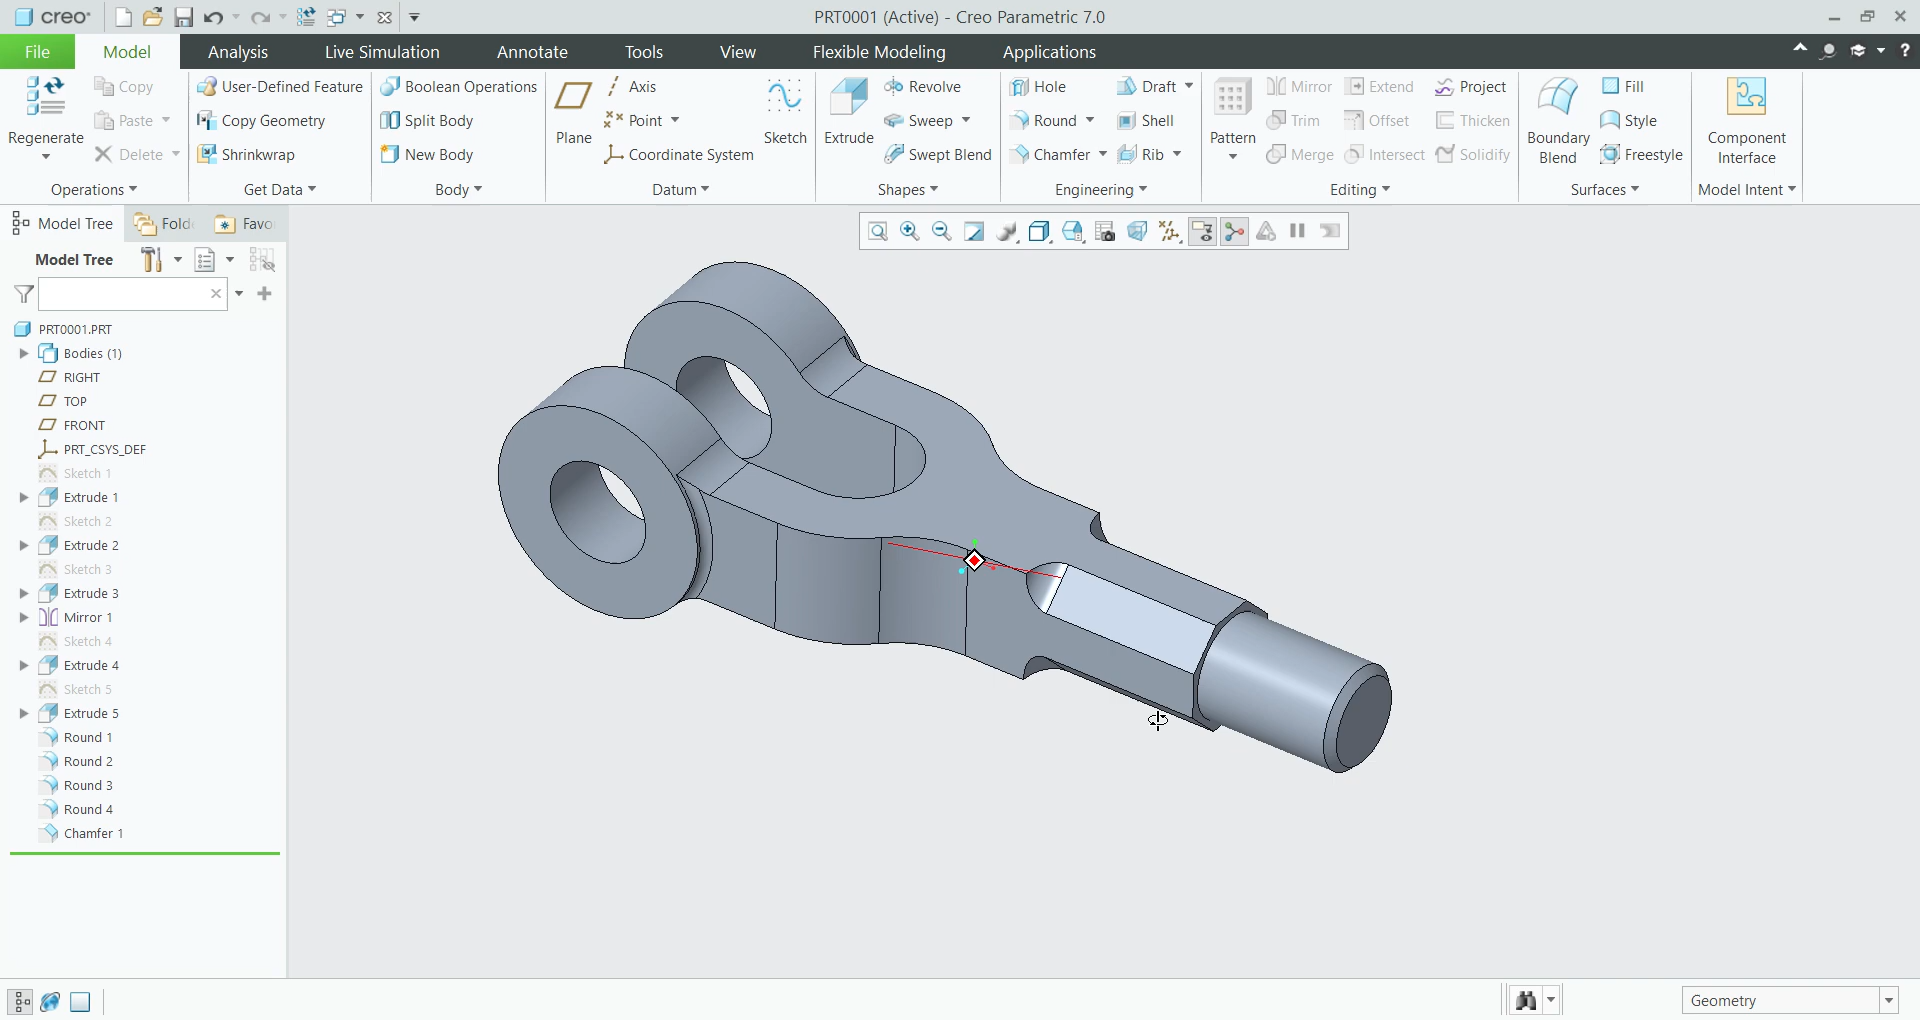 creo
PRT0001 (Active) - Creo Parametric 7.0
File Model Analysis Live Simulation Annotate Tools View Flexible Modeling Applications
Regenerate Copy Paste Delete
Operations
User-Defined Feature
Copy Geometry
Shrinkwrap
Get Data
Boolean Operations
Split Body
New Body
Body
Plane Axis Point Coordinate System Sketch
Datum
Extrude Revolve Sweep Swept Blend
Shapes
Hole Draft
Round Shell
Chamfer Rib
Engineering
Pattern Mirror Extend Project
Trim Offset Thicken
Merge Intersect Solidify
Editing
Boundary Blend Fill Style Freestyle
Surfaces
Component Interface
Model Intent
Model Tree Fold Favo
Model Tree
PRT0001.PRT
Bodies (1)
RIGHT
TOP
FRONT
PRT_CSYS_DEF
Sketch 1
Extrude 1
Sketch 2
Extrude 2
Sketch 3
Extrude 3
Mirror 1
Sketch 4
Extrude 4
Sketch 5
Extrude 5
Round 1
Round 2
Round 3
Round 4
Chamfer 1
Geometry